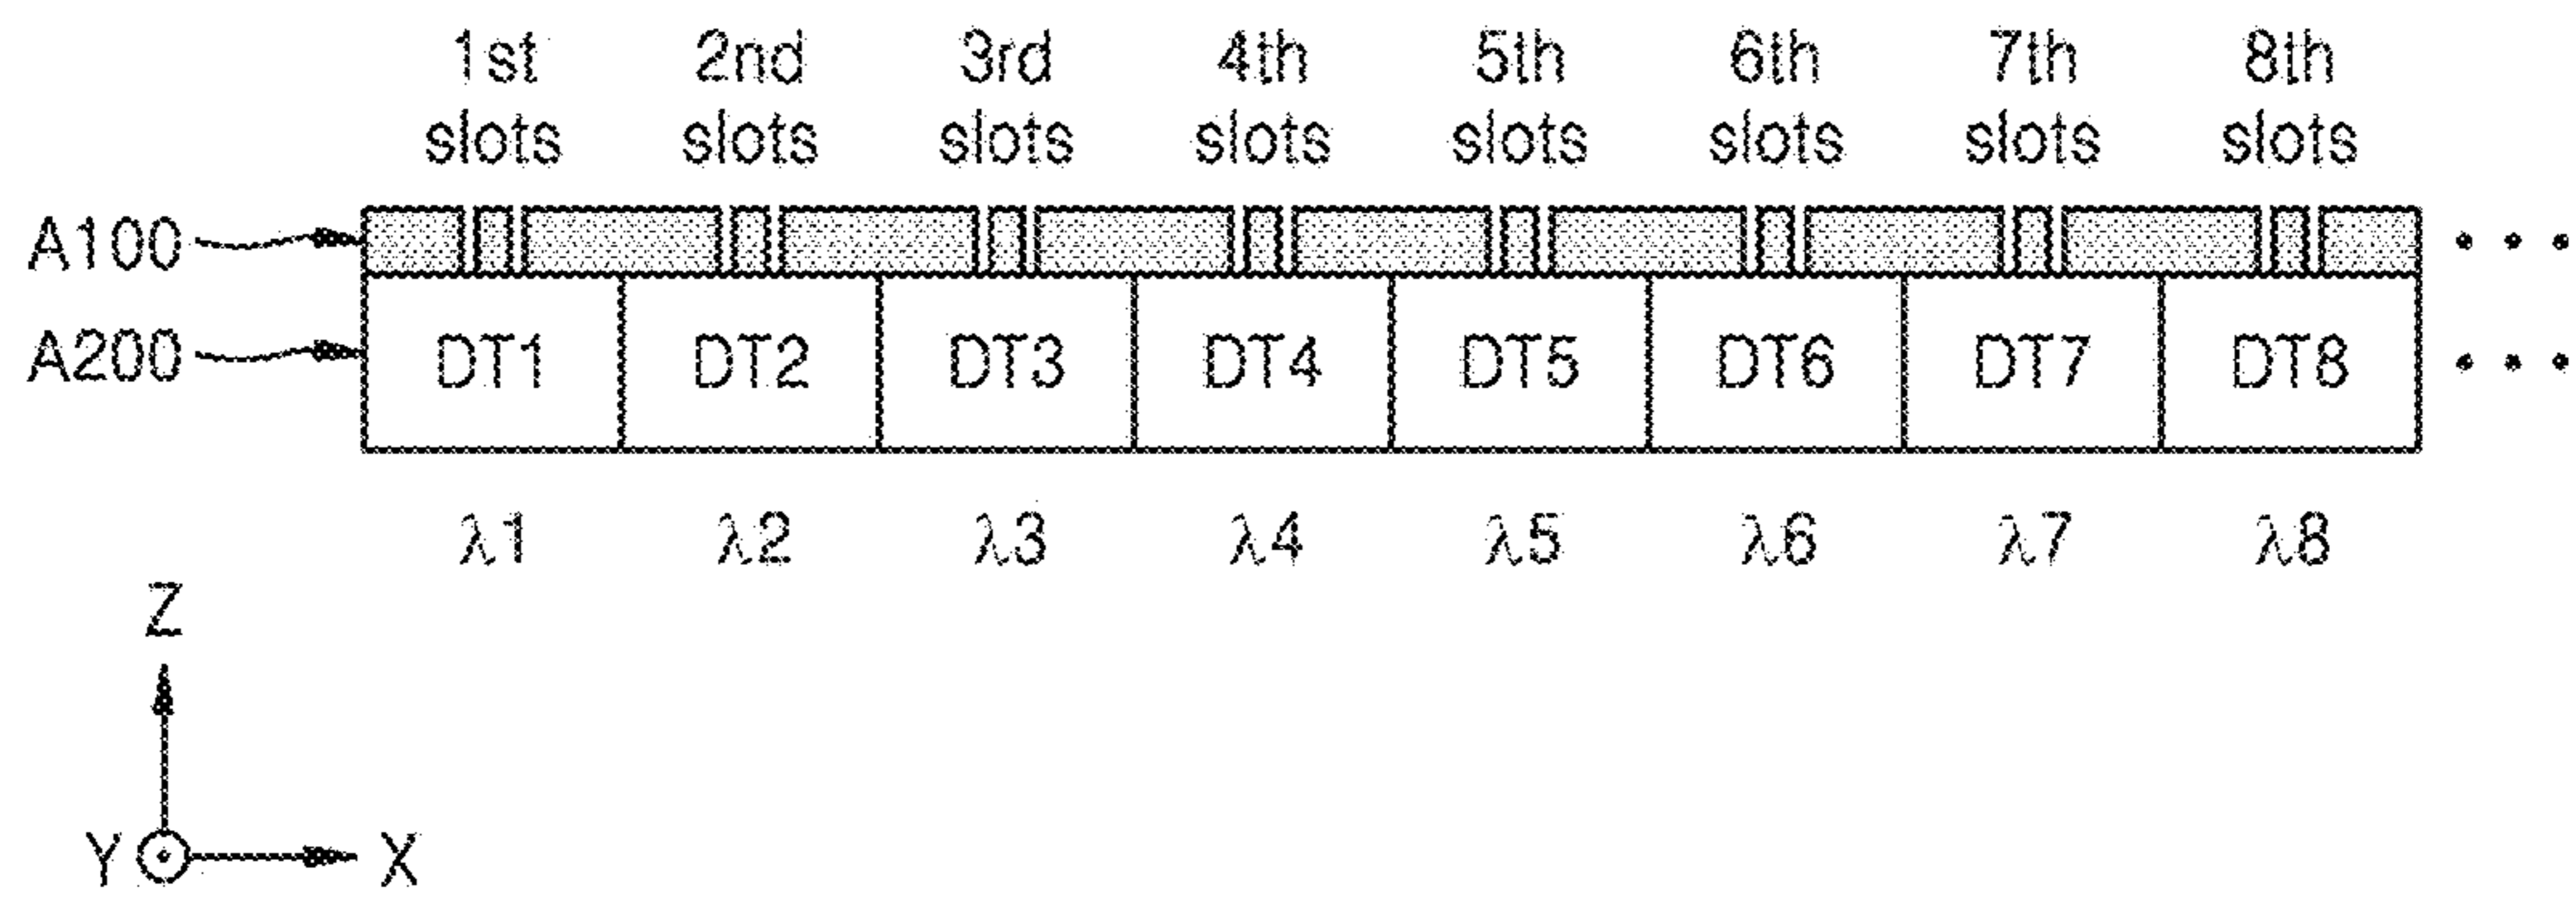 1st 2nd 3rd 4th 5th 6th 7th 8th
slots slots slots slots slots slots slots slots
A100 • • •
A200 DT1 DT2 DT3 DT4 DT5 DT6 DT7 DT8 • • •
λ1 λ2 λ3 λ4 λ5 λ6 λ7 λ8
Z
Y X